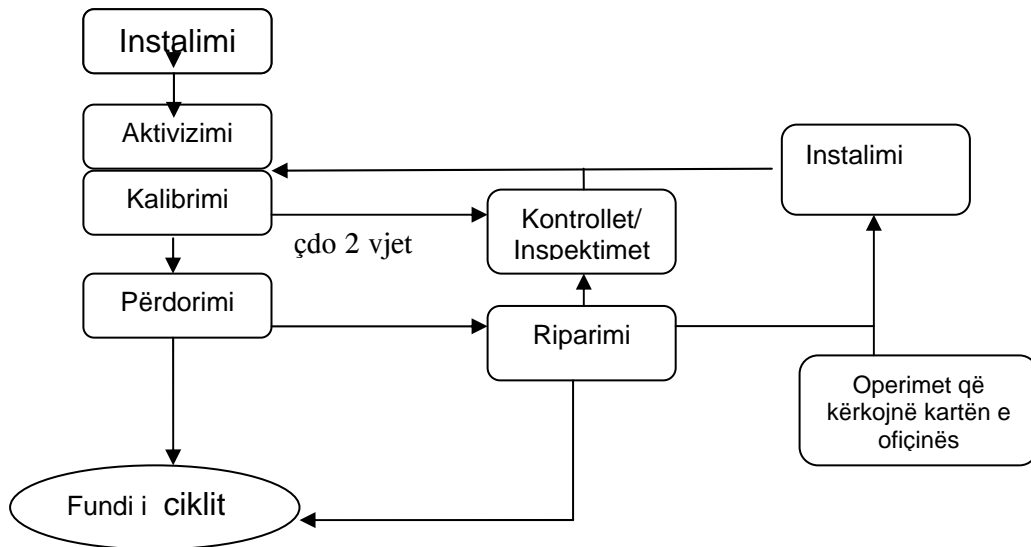 Instalimi
Aktivizimi
Kalibrimi
çdo 2 vjet
Përdorimi
Fundi i ciklit
Kontrollet/
Inspektimet
Riparimi
Instalimi
Operimet që
kërkojnë kartën e
ofiçinës